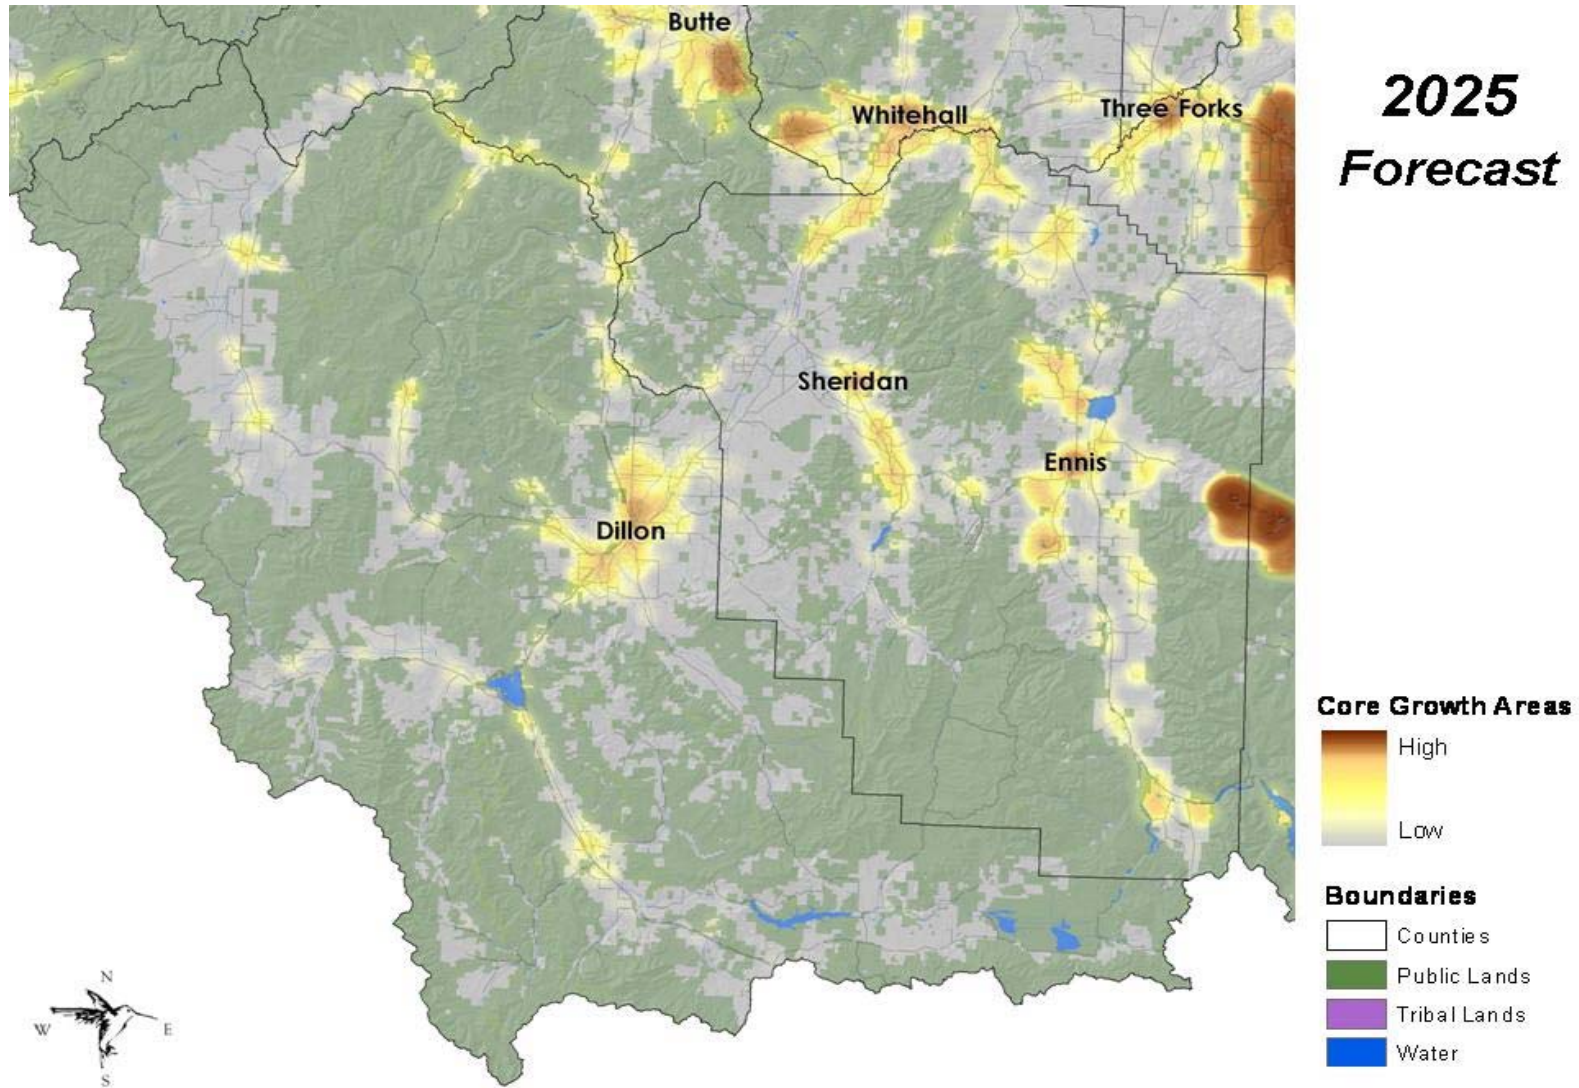 Butte
Whitehall
Three Forks
2025
Forecast
Sheridan
Ennis
Dillon
Core Growth Areas
High
Low
Boundaries
Counties
Public Lands
Tribal Lands
Water
N
W E
S